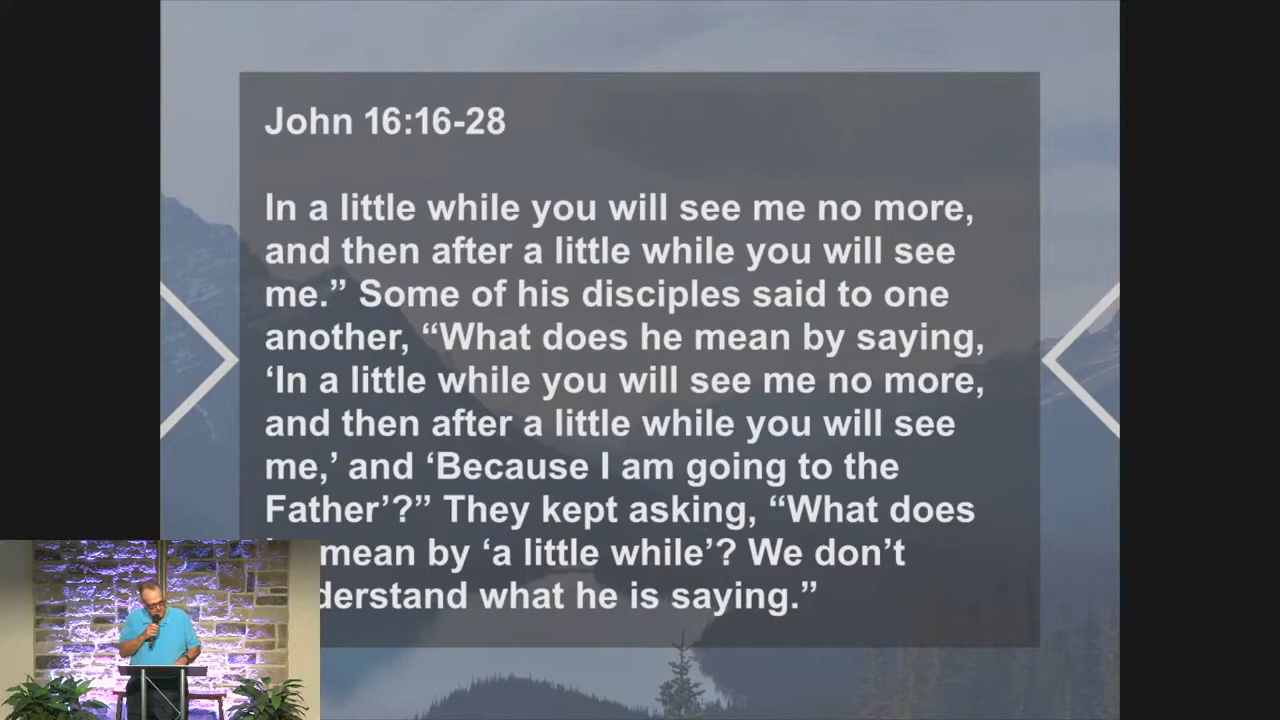 John 16:16-28
In a little while you will see me no more,
and then after a little while you will see
me.” Some of his disciples said to one
another, “What does he mean by saying,
‘In a little while you will see me no more,
and then after a little while you will see
me,’ and ‘Because I am going to the
Father’?” They kept asking, “What does
mean by ‘a little while’? We don’t
derstand what he is saying.”